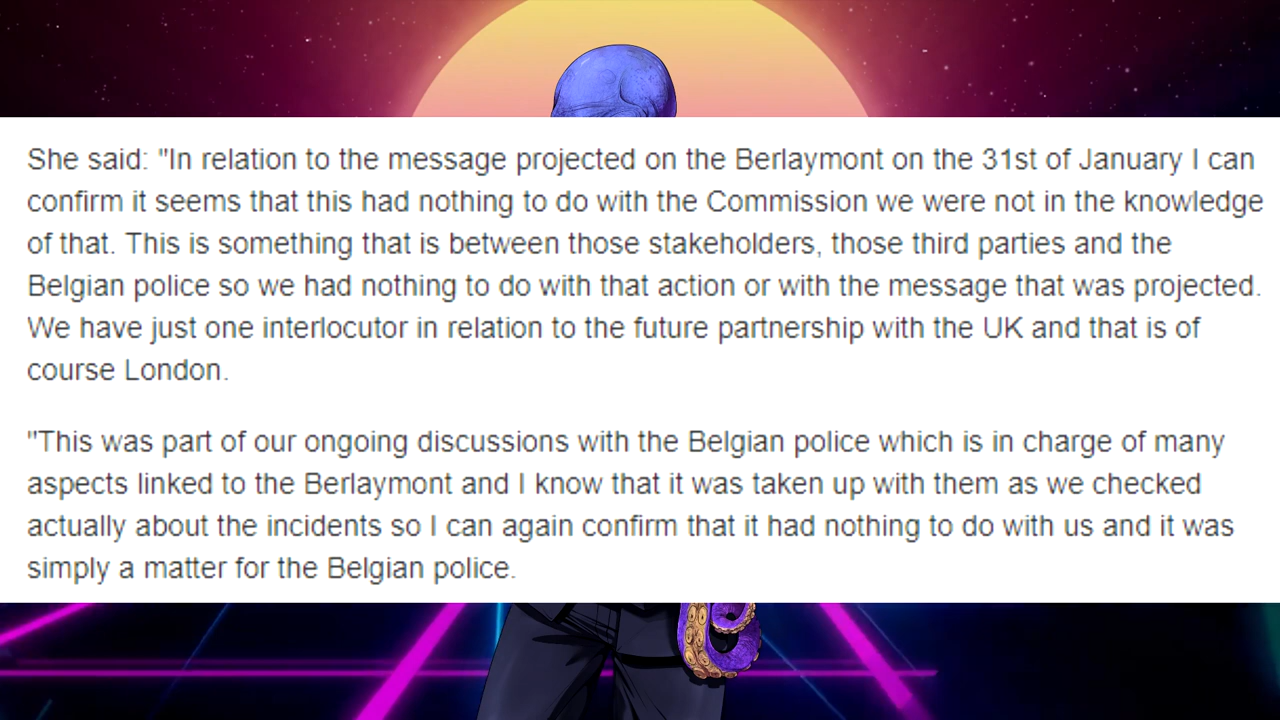 She said: "In relation to the message projected on the Berlaymont on the 31st of January I can
confirm it seems that this had nothing to do with the Commission we were not in the knowledge
of that. This is something that is between those stakeholders, those third parties and the
Belgian police so we had nothing to do with that action or with the message that was projected.
We have just one interlocutor in relation to the future partnership with the UK and that is of
course London.
"This was part of our ongoing discussions with the Belgian police which is in charge of many
aspects linked to the Berlaymont and I know that it was taken up with them as we checked
actually about the incidents so I can again confirm that it had nothing to do with us and it was
simply a matter for the Belgian police.